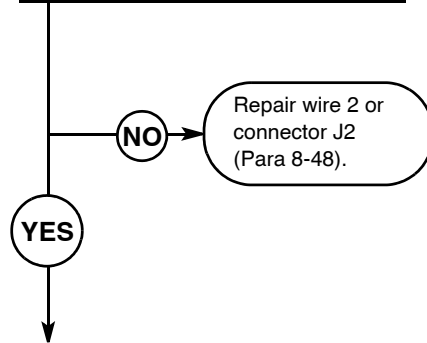 NO
Repair wire 2 or
connector J2
(Para 8-48).
YES